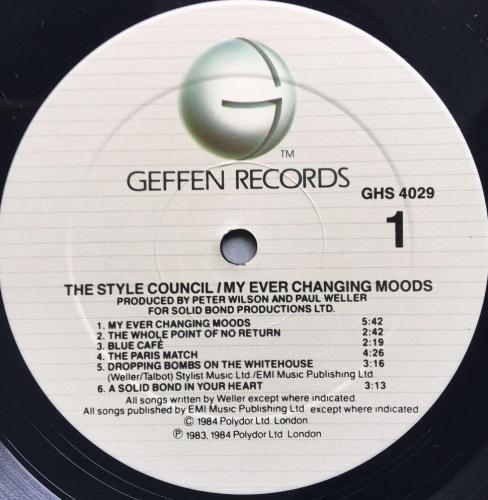 G
TM
GEFFEN RECORDS
GHS 4029
1
THE STYLE COUNCIL/MY EVER CHANGING MOODS
PRODUCED BY PETER WILSON AND PAUL WELLER
FOR SOLID BOND PRODUCTIONS LTD.
1. MY EVER CHANGING MOODS 5:42
2. THE WHOLE POINT OF NO RETURN 2:42
3. BLUE CAFÉ 2:19
4. THE PARIS MATCH 4:26
5. DROPPING BOMBS ON THE WHITEHOUSE 3:16
(Weller/Talbot) Stylist Music Ltd./EMI Music Publishing Ltd.
6. A SOLID BOND IN YOUR HEART 3:13
All songs written by Weller except where indicated.
All songs published by EMI Music Publishing Ltd. except where indicated
© 1984 Polydor Ltd. London
℗ 1983, 1984 Polydor Ltd. London